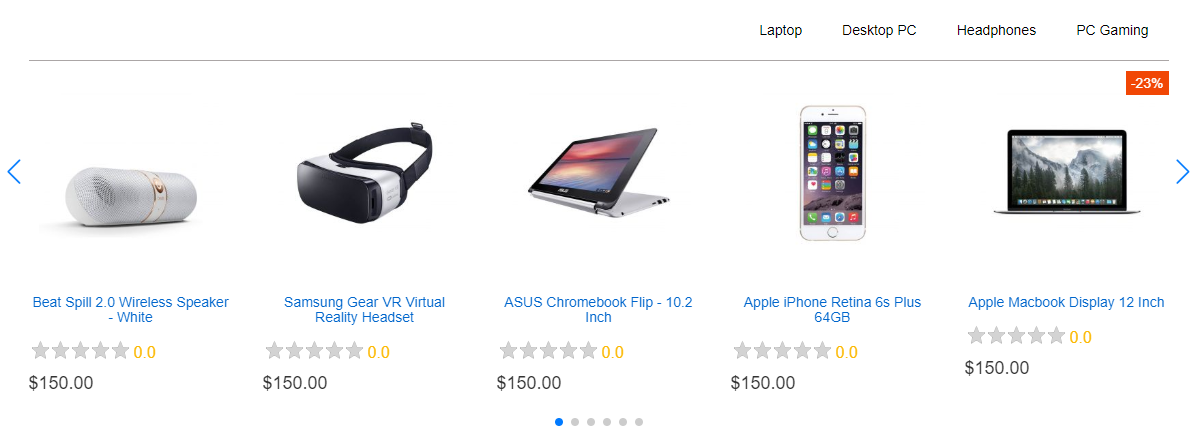 Laptop Desktop PC Headphones PC Gaming
-23%
ASUS
Beat Spill 2.0 Wireless Speaker
- White
0.0
$150.00
Samsung Gear VR Virtual
Reality Headset
0.0
$150.00
ASUS Chromebook Flip - 10.2
Inch
0.0
$150.00
Apple iPhone Retina 6s Plus
64GB
0.0
$150.00
Apple Macbook Display 12 Inch
0.0
$150.00